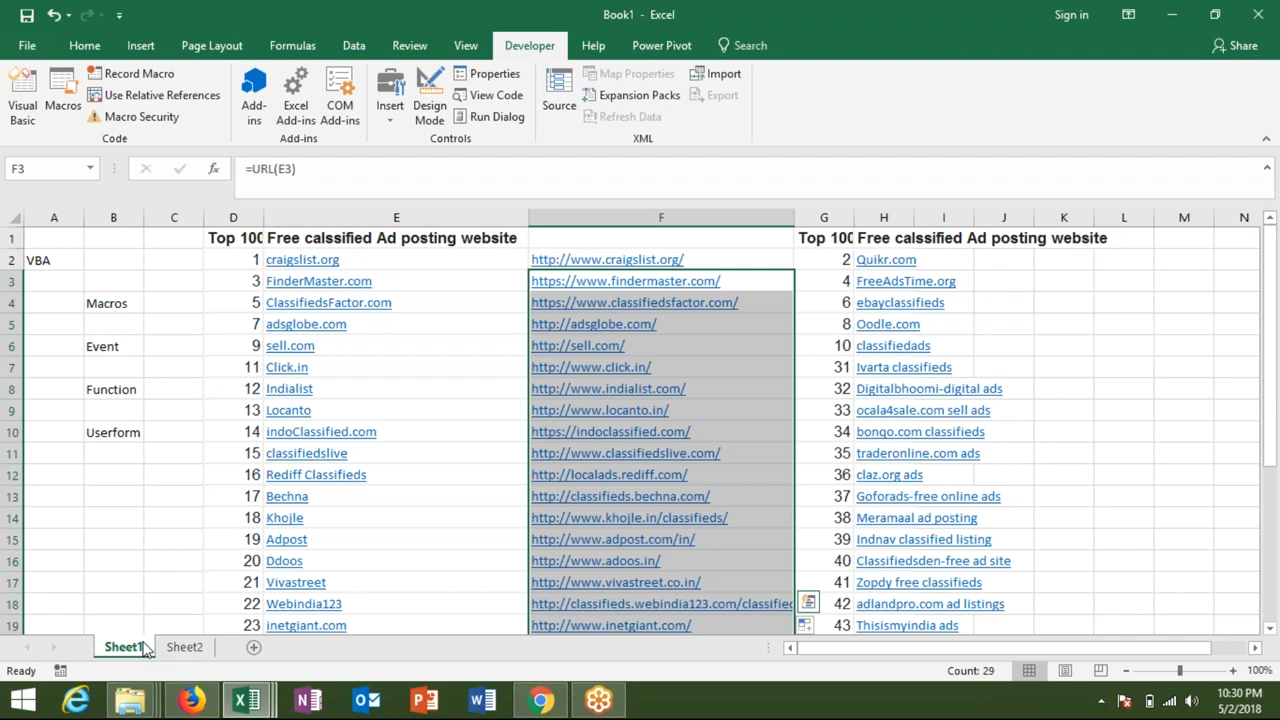 Book1 - Excel
Sign in
File Home Insert Page Layout Formulas Data Review View Developer Help Power Pivot Search Share
Visual Basic
Macros
Record Macro
Use Relative References
Macro Security
Code
Add-ins
Excel Add-ins
COM Add-ins
Add-ins
Insert
Design Mode
Properties
View Code
Run Dialog
Controls
Source
Map Properties
Expansion Packs
Refresh Data
Import
Export
XML
F3 fx =URL(E3)
A B C D E F G H I J K L M N
1 Top 100 Free calssified Ad posting website Top 100 Free calssified Ad posting website
2 VBA 1 craigslist.org http://www.craigslist.org/ 2 Quikr.com
3 3 FinderMaster.com https://www.findermaster.com/ 4 FreeAdsTime.org
4 Macros 5 ClassifiedsFactor.com https://www.classifiedsfactor.com/ 6 ebayclassifieds
5 7 adsglobe.com http://adsglobe.com/ 8 Oodle.com
6 Event 9 sell.com http://sell.com/ 10 classifiedads
7 11 Click.in http://www.click.in/ 31 Ivarta classifieds
8 Function 12 Indialist http://www.indialist.com/ 32 Digitalbhoomi-digital ads
9 13 Locanto http://www.locanto.in/ 33 ocala4sale.com sell ads
10 Userform 14 indoClassified.com https://indoclassified.com/ 34 bonqo.com classifieds
11 15 classifiedslive http://www.classifiedslive.com/ 35 traderonline.com ads
12 16 Rediff Classifieds http://localads.rediff.com/ 36 claz.org ads
13 17 Bechna http://classifieds.bechna.com/ 37 Goforads-free online ads
14 18 Khojle http://www.khojle.in/classifieds/ 38 Meramaal ad posting
15 19 Adpost http://www.adpost.com/in/ 39 Indnav classified listing
16 20 Ddoos http://www.adoos.in/ 40 Classifiedsden-free ad site
17 21 Vivastreet http://www.vivastreet.co.in/ 41 Zopdy free classifieds
18 22 Webindia123 http://classifieds.webindia123.com/classified 42 adlandpro.com ad listings
19 23 inetgiant.com http://www.inetgiant.com/ 43 Thisismyindia ads
Sheet1 Sheet2
Ready Count: 29 100%
10:30 PM
5/2/2018